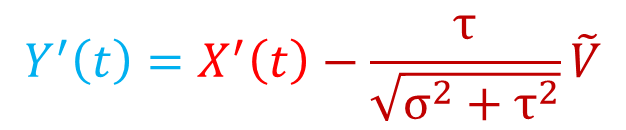 Y′(t) = X′(t) − τ / √(σ² + τ²) Ṽ